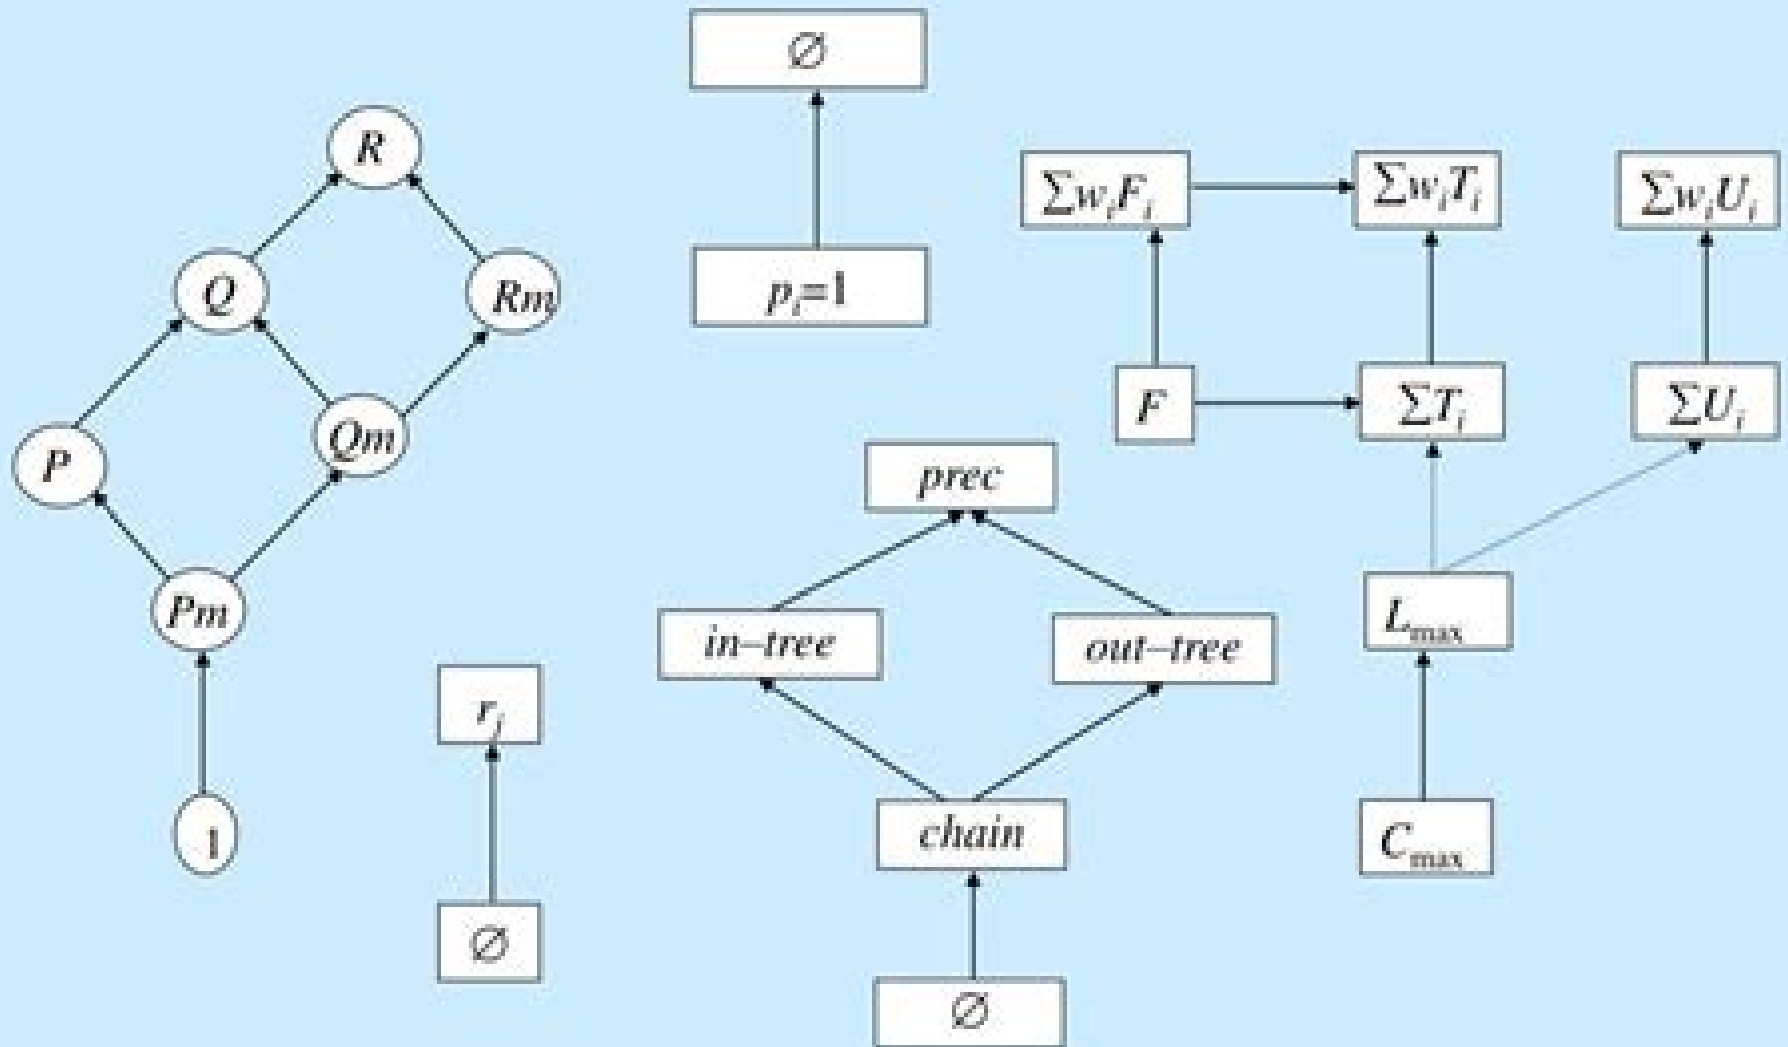 ∅
R
∑wᵢFᵢ
∑wᵢTᵢ
∑wᵢUᵢ
Q
Rm
pᵢ=1
P
Qm
F
∑Tᵢ
∑Uᵢ
prec
Pm
in–tree
out–tree
Lmax
rⱼ
1
chain
Cmax
∅
∅